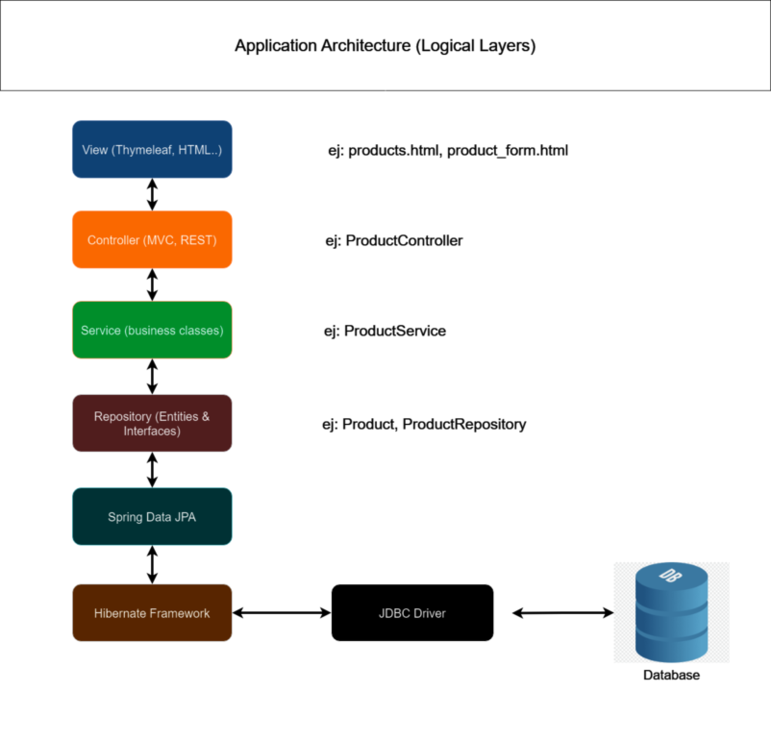 Application Architecture (Logical Layers)
View (Thymeleaf, HTML..)
ej: products.html, product_form.html
Controller (MVC, REST)
ej: ProductController
Service (business classes)
ej: ProductService
Repository (Entities &
Interfaces)
ej: Product, ProductRepository
Spring Data JPA
Hibernate Framework
JDBC Driver
DB
Database